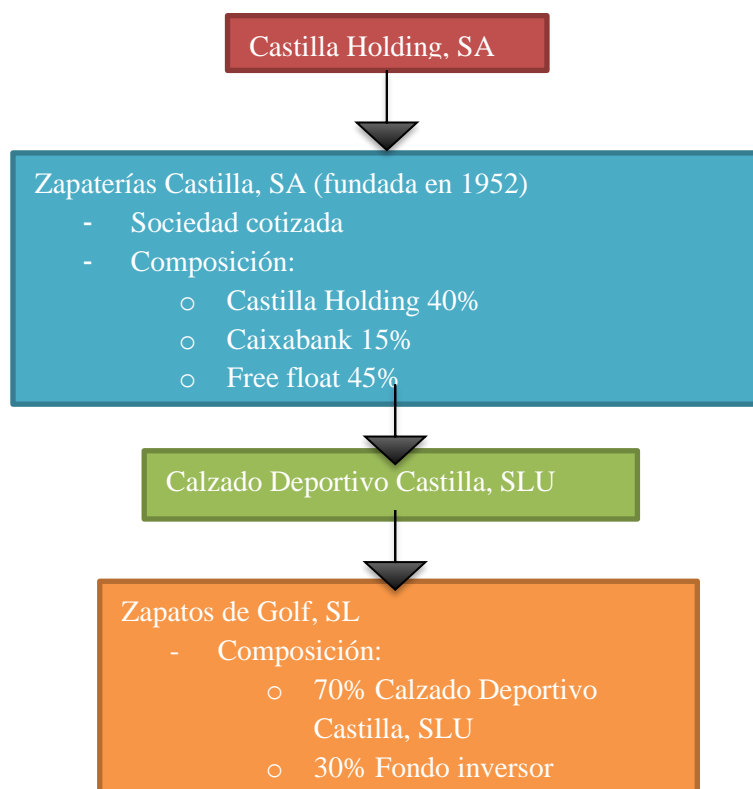 Castilla Holding, SA
Zapaterías Castilla, SA (fundada en 1952)
- Sociedad cotizada
- Composición:
o Castilla Holding 40%
o Caixabank 15%
o Free float 45%
Calzado Deportivo Castilla, SLU
Zapatos de Golf, SL
- Composición:
o 70% Calzado Deportivo
Castilla, SLU
o 30% Fondo inversor